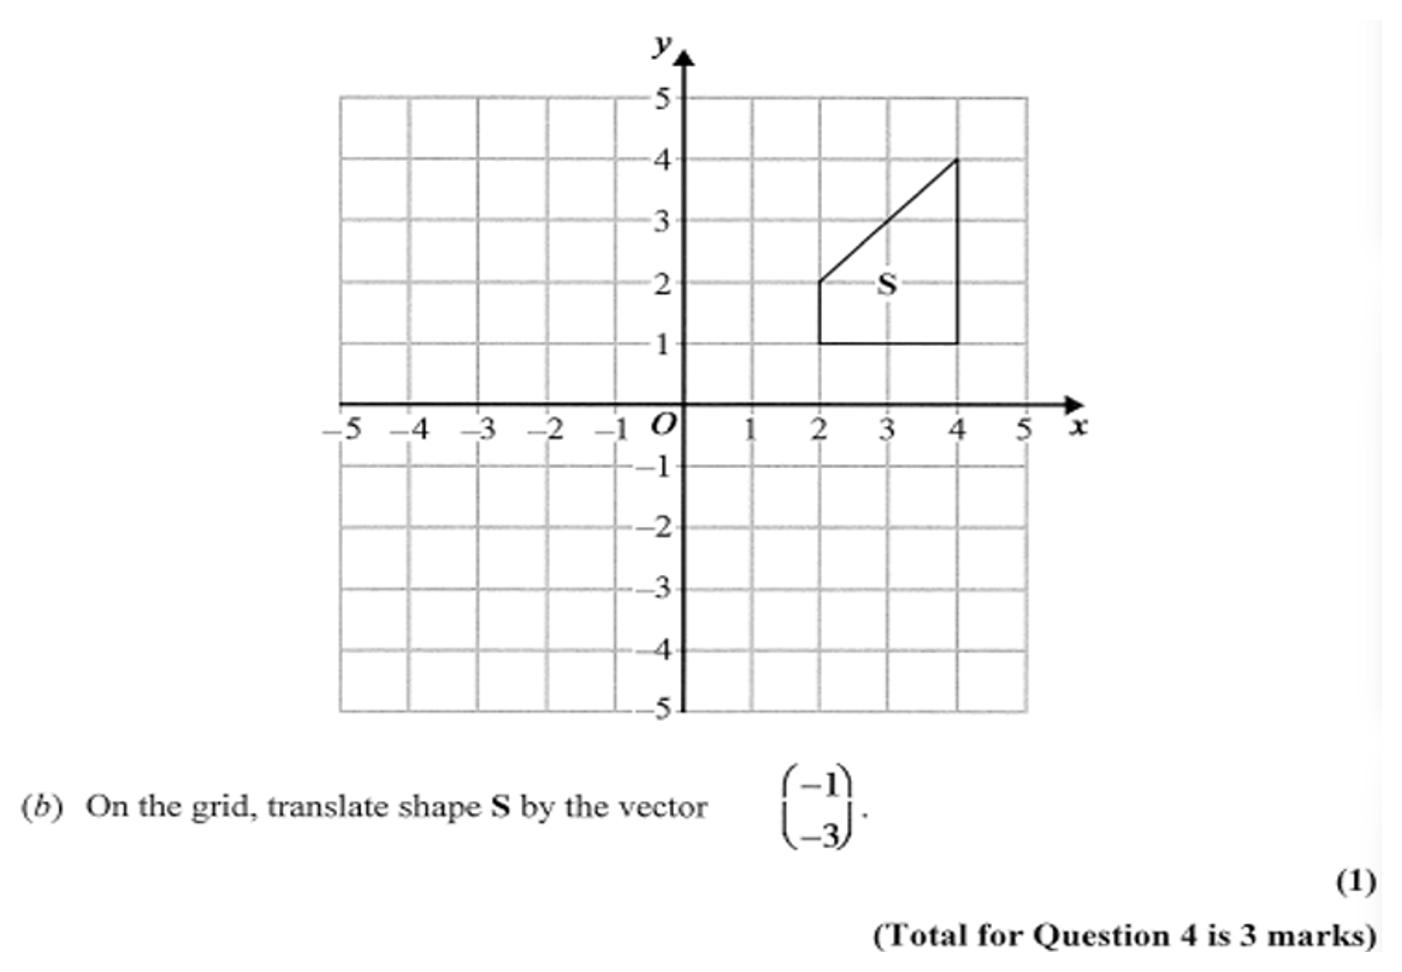 y
5
4
3
2
S
1
–5 –4 –3 –2 –1 O 1 2 3 4 5 x
–1
–2
–3
–4
–5
(b) On the grid, translate shape S by the vector (–1 –3).
(1)
(Total for Question 4 is 3 marks)